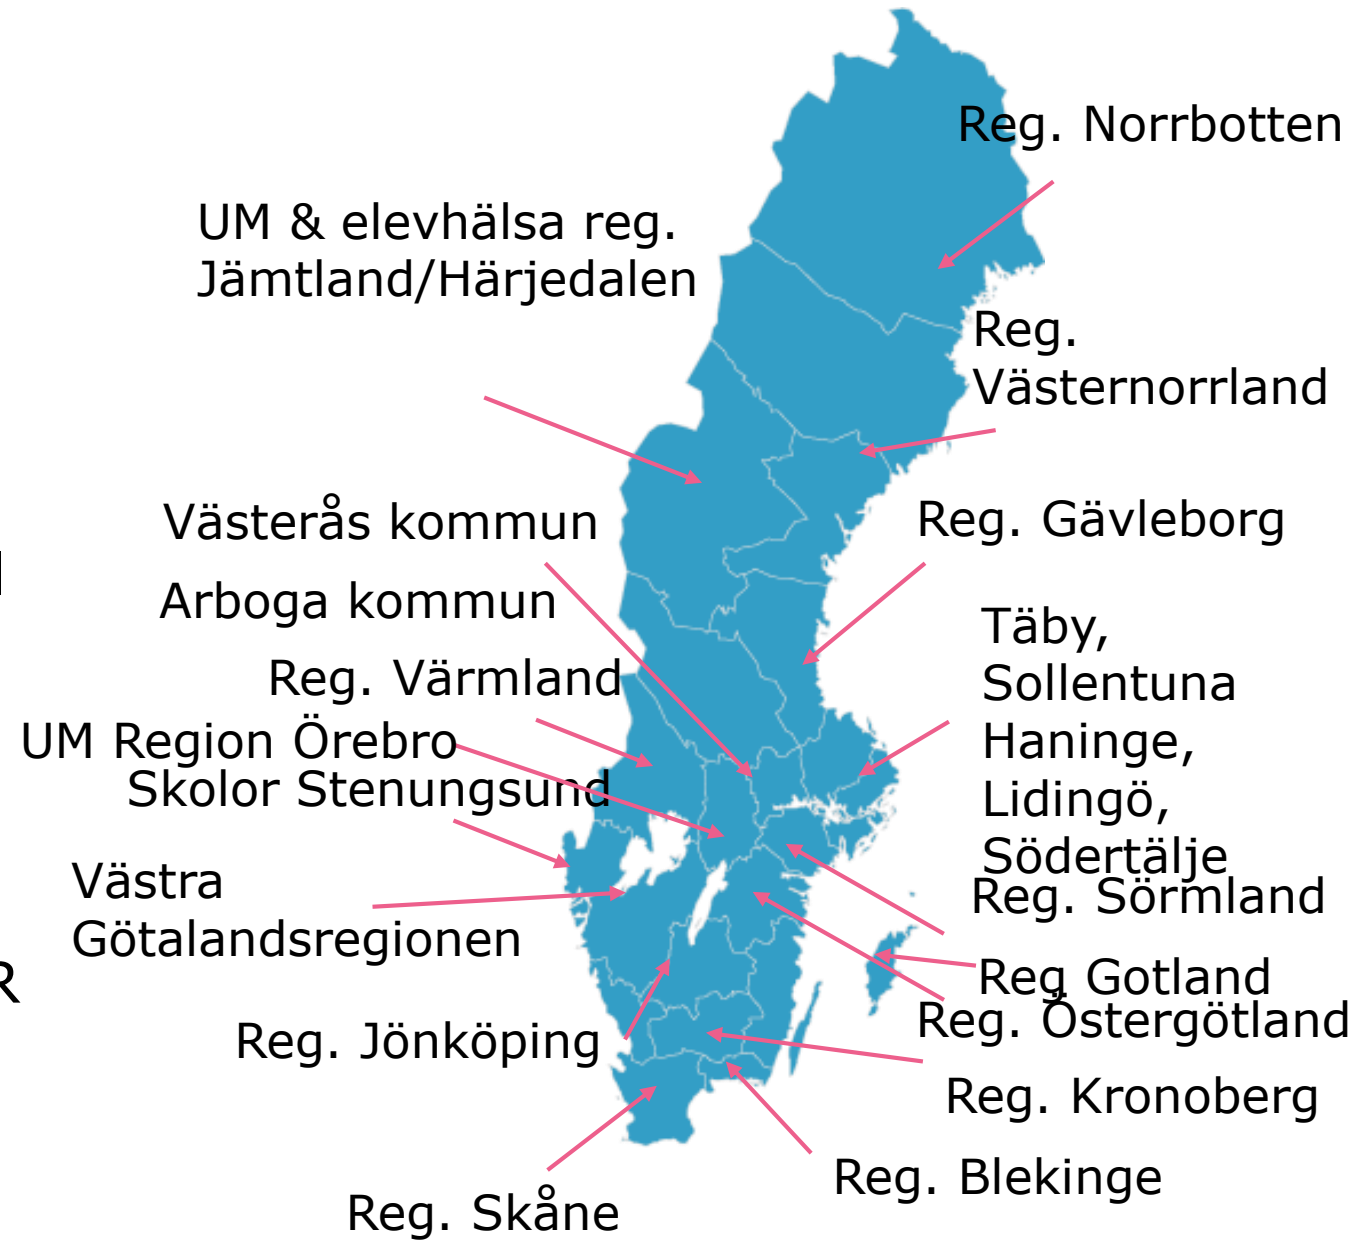 Reg. Norrbotten
UM & elevhälsa reg.
Jämtland/Härjedalen
Reg.
Västernorrland
Västerås kommun
Reg. Gävleborg
Arboga kommun
Täby,
Sollentuna
Haninge,
Lidingö,
Södertälje
Reg. Värmland
UM Region Örebro
Skolor Stenungsund
Västra
Götalandsregionen
Reg. Sörmland
R
Reg Gotland
Reg. Östergötland
Reg. Jönköping
Reg. Kronoberg
Reg. Blekinge
Reg. Skåne